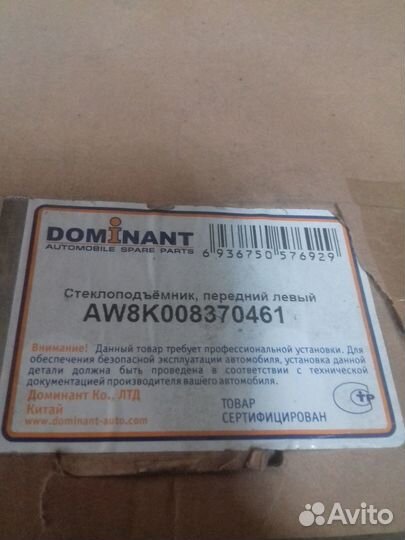 DOMINANT
AUTOMOBILE SPARE PARTS
6 936750 576929
Стеклоподъёмник, передний левый
AW8K008370461
Внимание! Данный товар требует профессиональной установки. Для
обеспечения безопасной эксплуатации автомобиля, установка данной
детали должна быть проведена в соответствии с технической
документацией производителя вашего автомобиля.
Доминант Ко., ЛТД
Китай
www.dominant-auto.com
ТОВАР
СЕРТИФИЦИРОВАН
СТР
Avito